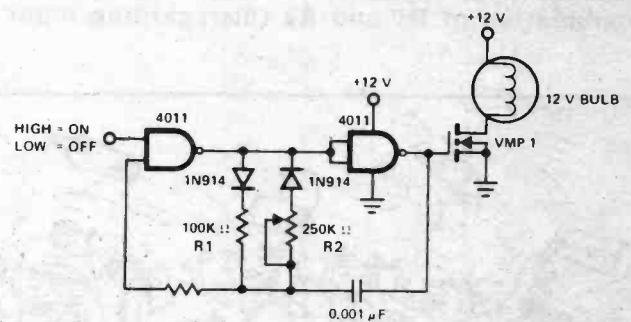 +12 V
+12 V
4011
4011
12 V BULB
HIGH = ON
LOW = OFF
VMP 1
1N914
1N914
100K Ω
R1
250K Ω
R2
0.001 μF